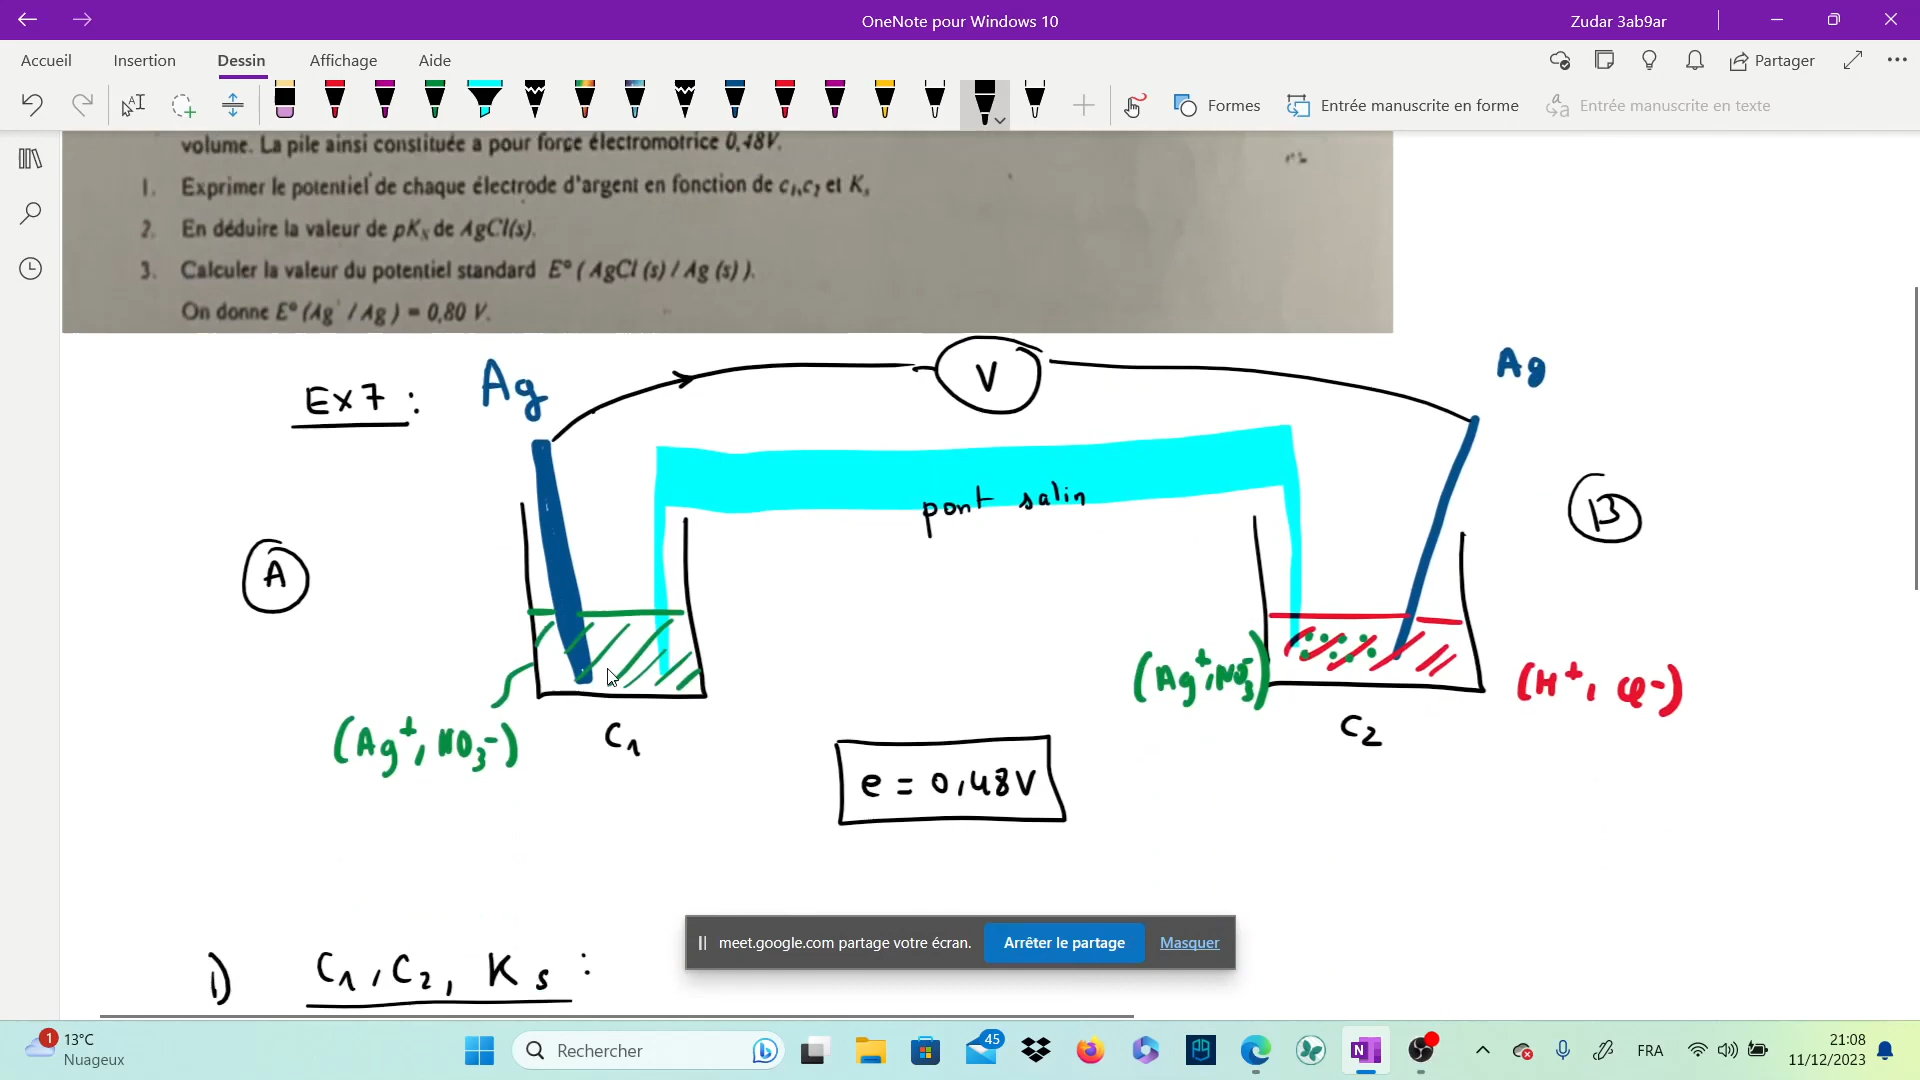 OneNote pour Windows 10
Zudar 3ab9ar
Accueil
Insertion
Dessin
Affichage
Aide
Partager
Formes
Entrée manuscrite en forme
Entrée manuscrite en texte
volume. La pile ainsi constituée a pour force électromotrice 0,48V.
1. Exprimer le potentiel de chaque électrode d'argent en fonction de c₁,c₂ et Kₛ
2. En déduire la valeur de pKₛ de AgCl(s).
3. Calculer la valeur du potentiel standard E° ( AgCl (s) / Ag (s) ).
On donne E° (Ag⁺ / Ag ) = 0,80 V.
Ex7 :
Ag
V
Ag
pont salin
A
B
(Ag⁺, NO₃⁻)
C₁
(Ag⁺, NO₃⁻)
C₂
(H⁺, Cl⁻)
e = 0,48V
meet.google.com partage votre écran.
Arrêter le partage
Masquer
1) C₁, C₂, Ks :
1
13°C
Nuageux
Rechercher
45
FRA
21:08
11/12/2023